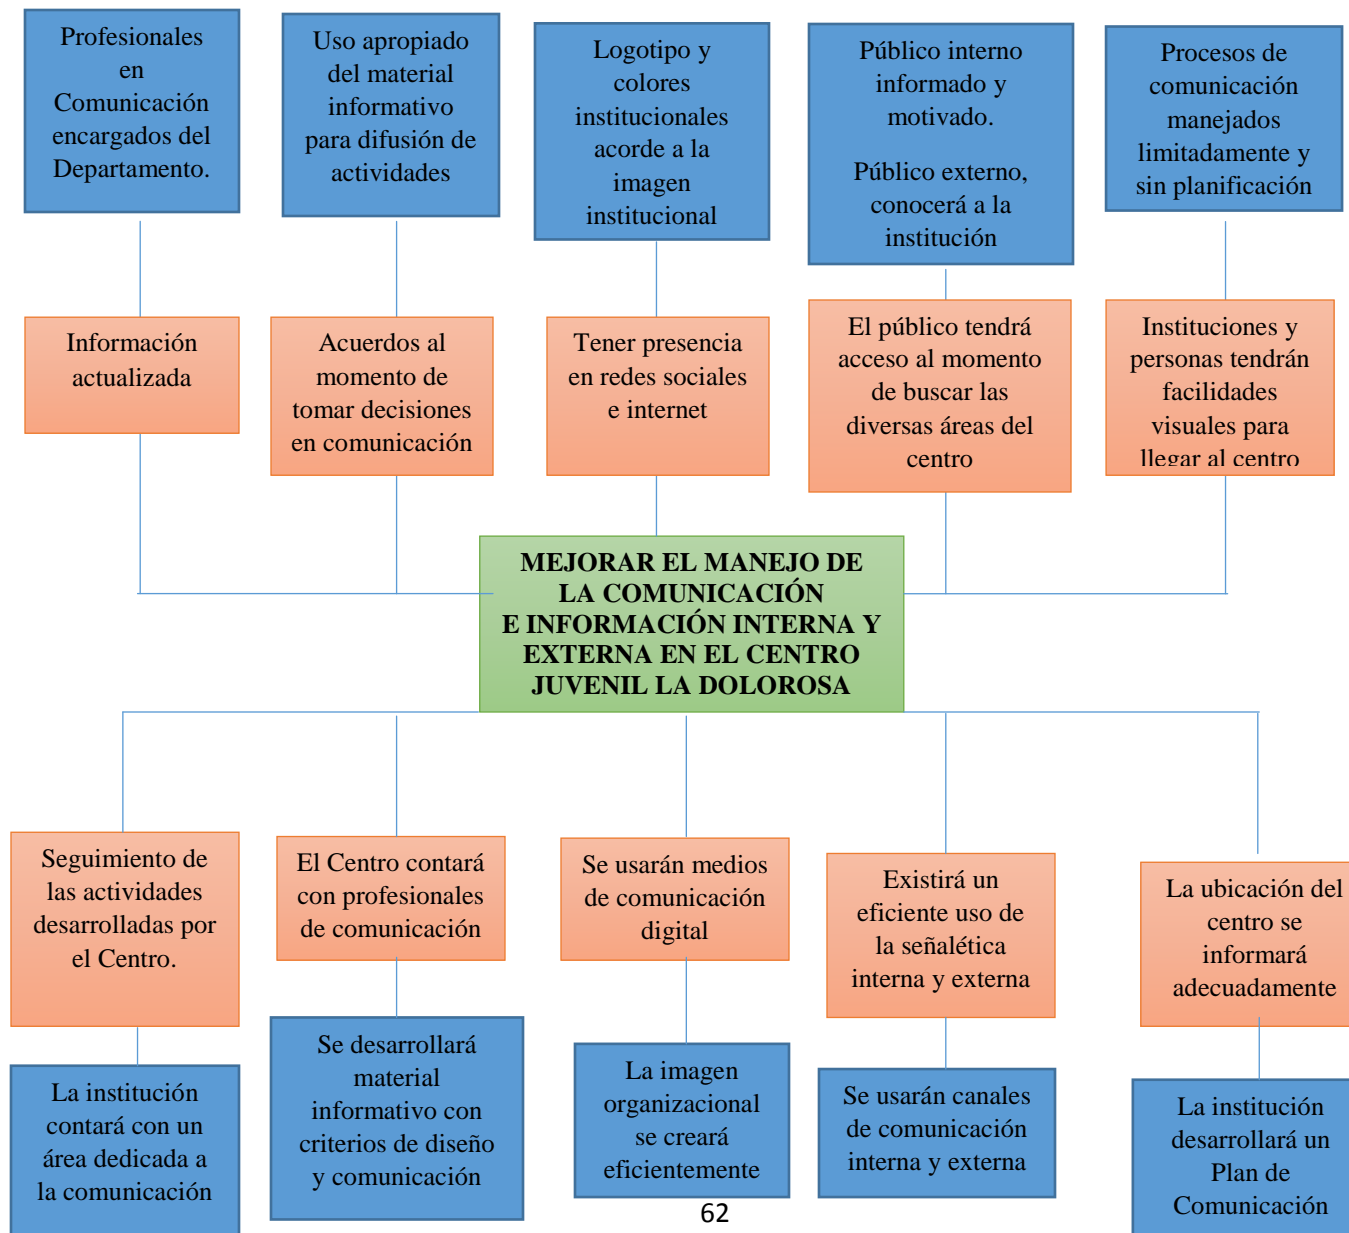 Profesionales
en
Comunicación
encargados del
Departamento.
Uso apropiado
del material
informativo
para difusión de
actividades
Logotipo y
colores
institucionales
acorde a la
imagen
institucional
Público interno
informado y
motivado.
Público externo,
conocerá a la
institución
Procesos de
comunicación
manejados
limitadamente y
sin planificación
Información
actualizada
Acuerdos al
momento de
tomar decisiones
en comunicación
Tener presencia
en redes sociales
e internet
El público tendrá
acceso al momento
de buscar las
diversas áreas del
centro
Instituciones y
personas tendrán
facilidades
visuales para
llegar al centro
MEJORAR EL MANEJO DE
LA COMUNICACIÓN
E INFORMACIÓN INTERNA Y
EXTERNA EN EL CENTRO
JUVENIL LA DOLOROSA
Seguimiento de
las actividades
desarrolladas por
el Centro.
El Centro contará
con profesionales
de comunicación
Se usarán medios
de comunicación
digital
Existirá un
eficiente uso de
la señalética
interna y externa
La ubicación del
centro se
informará
adecuadamente
La institución
contará con un
área dedicada a
la comunicación
Se desarrollará
material
informativo con
criterios de diseño
y comunicación
La imagen
organizacional
se creará
eficientemente
Se usarán canales
de comunicación
interna y externa
La institución
desarrollará un
Plan de
Comunicación
62